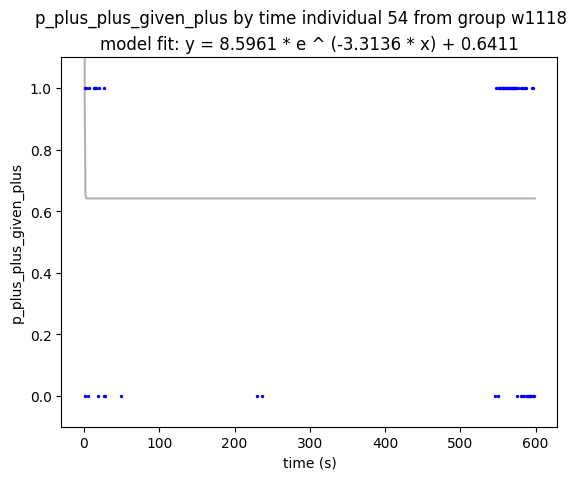 p_plus_plus_given_plus by time individual 54 from group w1118
model fit: y = 8.5961 * e ^ (-3.3136 * x) + 0.6411
p_plus_plus_given_plus
1.0
0.8
0.6
0.4
0.2
0.0
0 100 200 300 400 500 600
time (s)